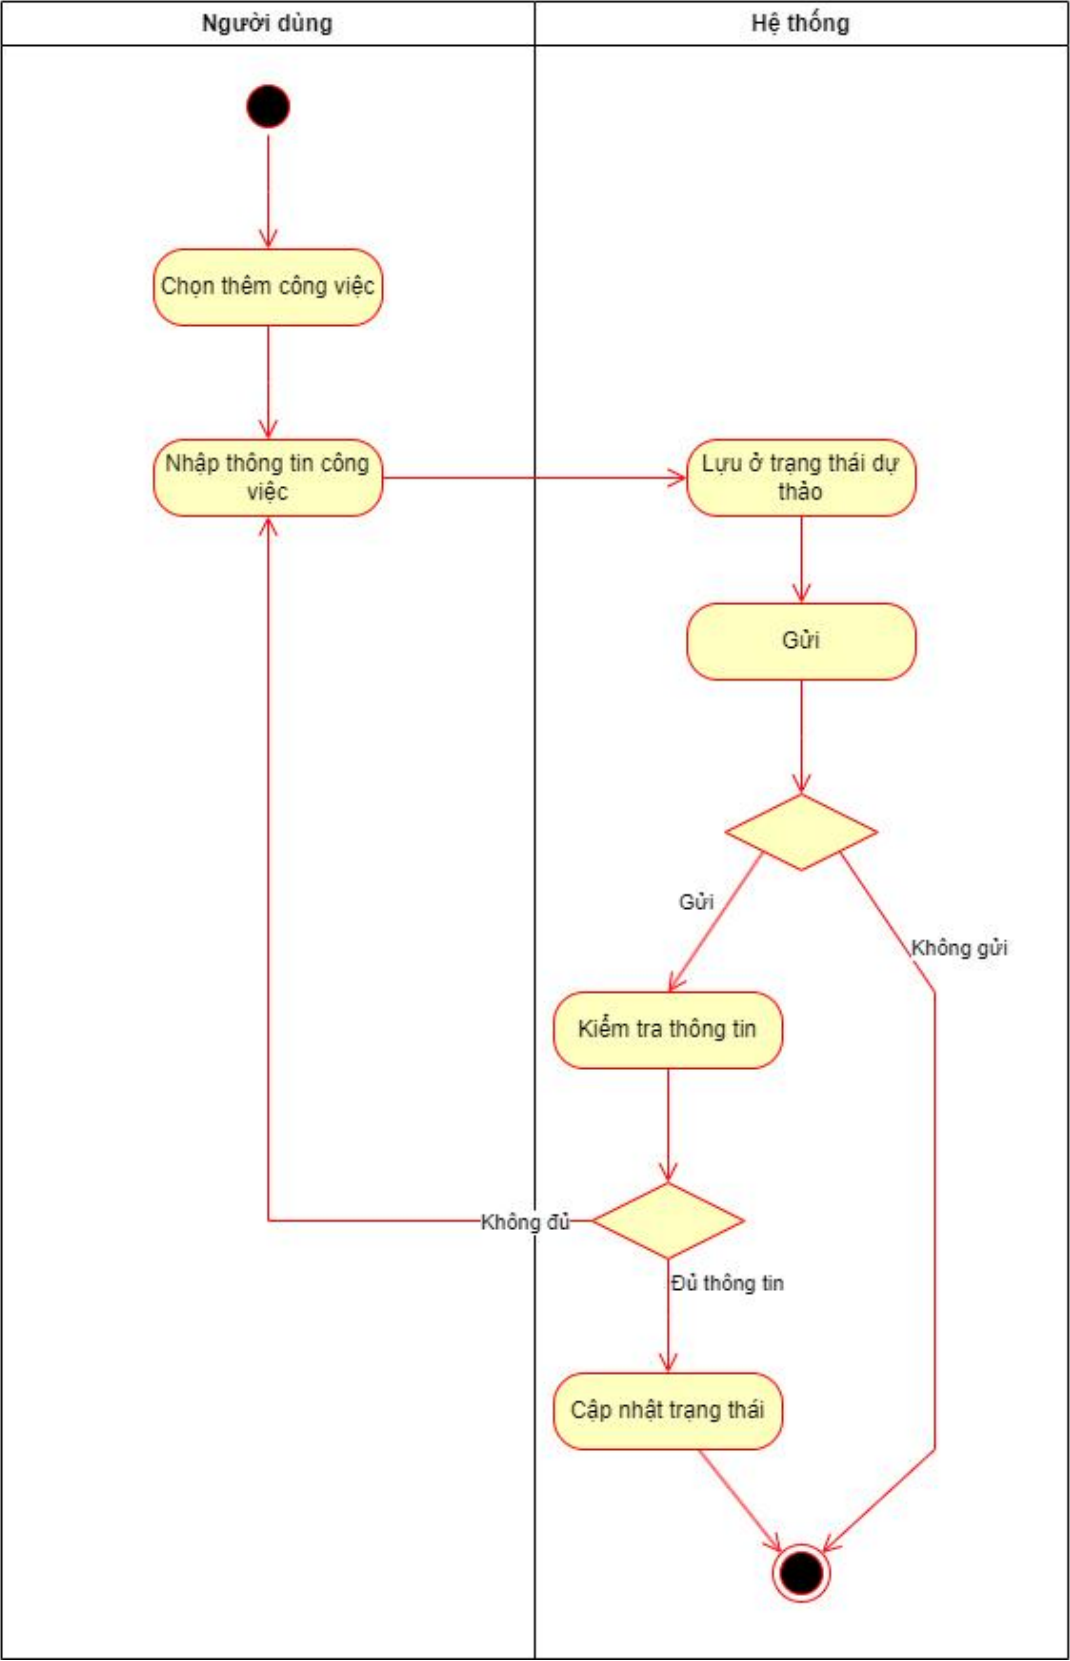 Người dùng
Hệ thống
Chọn thêm công việc
Nhập thông tin công
việc
Lựu ở trạng thái dự
thảo
Gửi
Gửi
Không gửi
Kiểm tra thông tin
Không đủ
Đủ thông tin
Cập nhật trạng thái